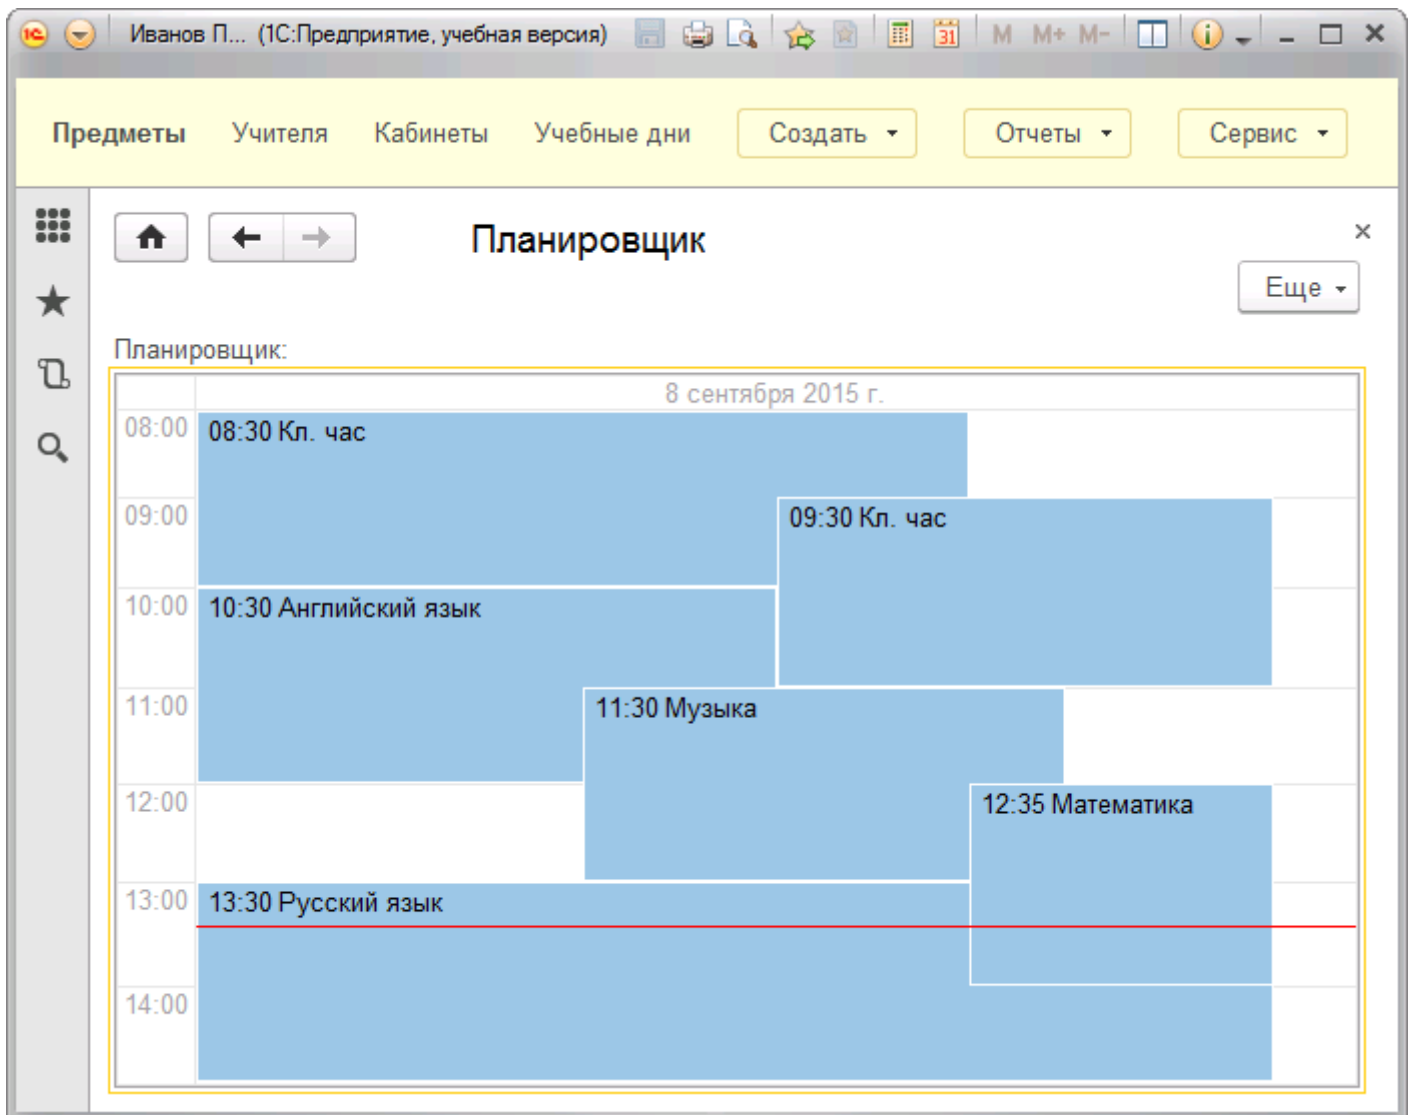 1С Иванов П... (1С:Предприятие, учебная версия) 31 M M+ M-
Предметы Учителя Кабинеты Учебные дни Создать Отчеты Сервис
Планировщик
Еще
Планировщик:
8 сентября 2015 г.
08:00 08:30 Кл. час
09:00 09:30 Кл. час
10:00 10:30 Английский язык
11:00 11:30 Музыка
12:00 12:35 Математика
13:00 13:30 Русский язык
14:00